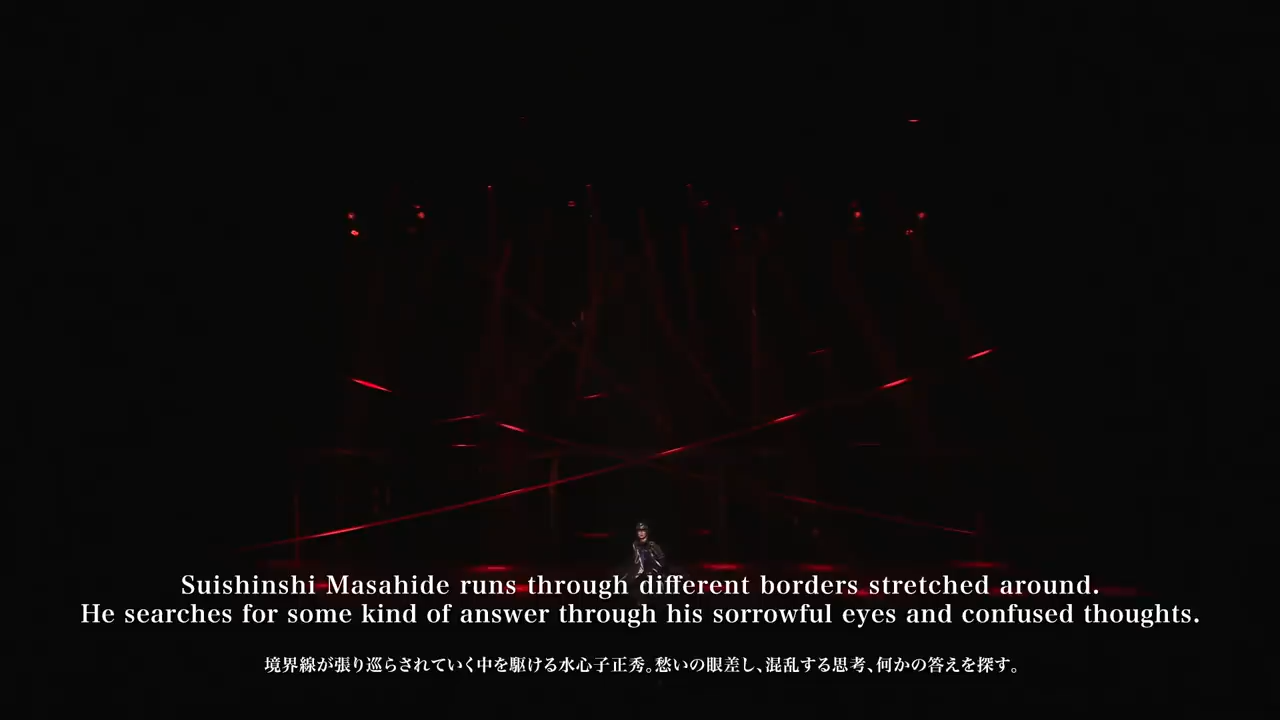 Suishinshi Masahide runs through different borders stretched around.
He searches for some kind of answer through his sorrowful eyes and confused thoughts.
境界線が張り巡らされていく中を駆ける水心子正秀。愁いの眼差し、混乱する思考、何かの答えを探す。